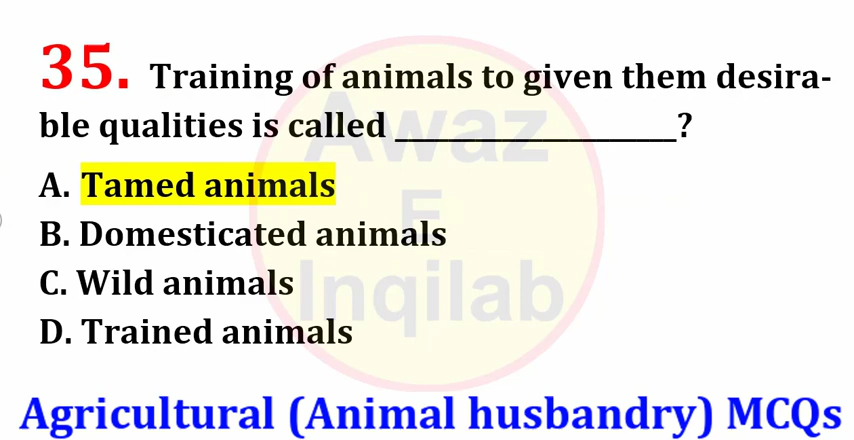 35. Training of animals to given them desira-
ble qualities is called ____________________?
A. Tamed animals
B. Domesticated animals
C. Wild animals
D. Trained animals
Awaz
E
Inqilab
Agricultural (Animal husbandry) MCQs